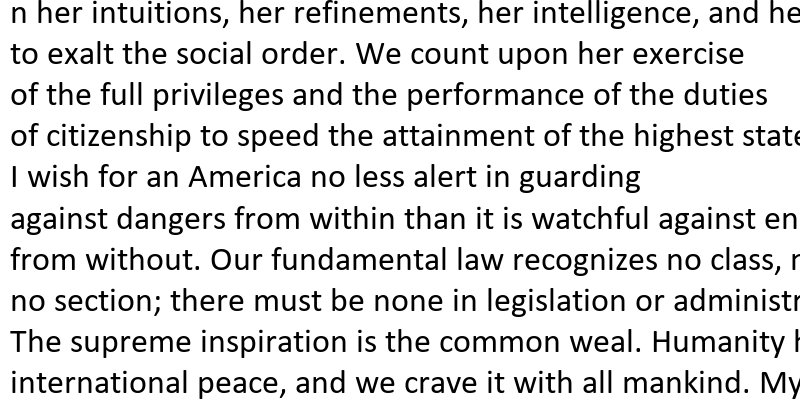 n her intuitions, her refinements, her intelligence, and he
to exalt the social order. We count upon her exercise
of the full privileges and the performance of the duties
of citizenship to speed the attainment of the highest state
I wish for an America no less alert in guarding
against dangers from within than it is watchful against en
from without. Our fundamental law recognizes no class, n
no section; there must be none in legislation or administr
The supreme inspiration is the common weal. Humanity h
international peace, and we crave it with all mankind. My